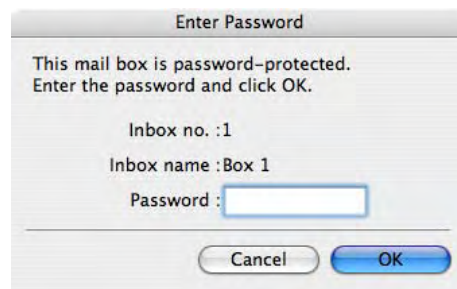 Enter Password
This mail box is password-protected.
Enter the password and click OK.
Inbox no. :1
Inbox name :Box 1
Password :
Cancel OK